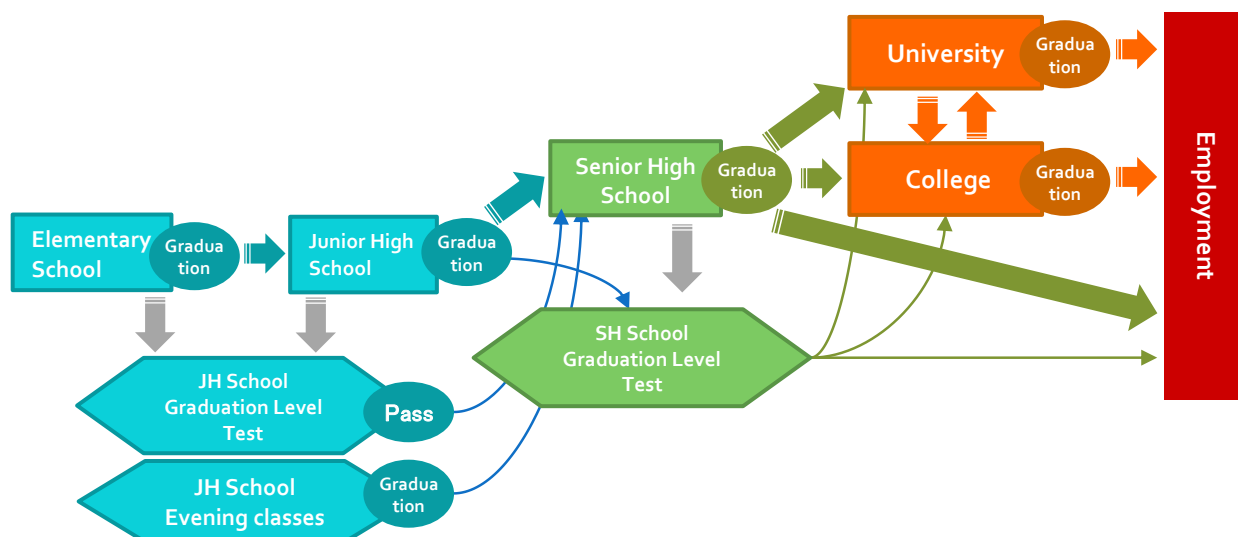 Elementary
School
Gradua
tion
Junior High
School
Gradua
tion
Senior High
School
Gradua
tion
University
Gradua
tion
College
Gradua
tion
Employment
JH School
Graduation Level
Test
Pass
JH School
Evening classes
Gradua
tion
SH School
Graduation Level
Test